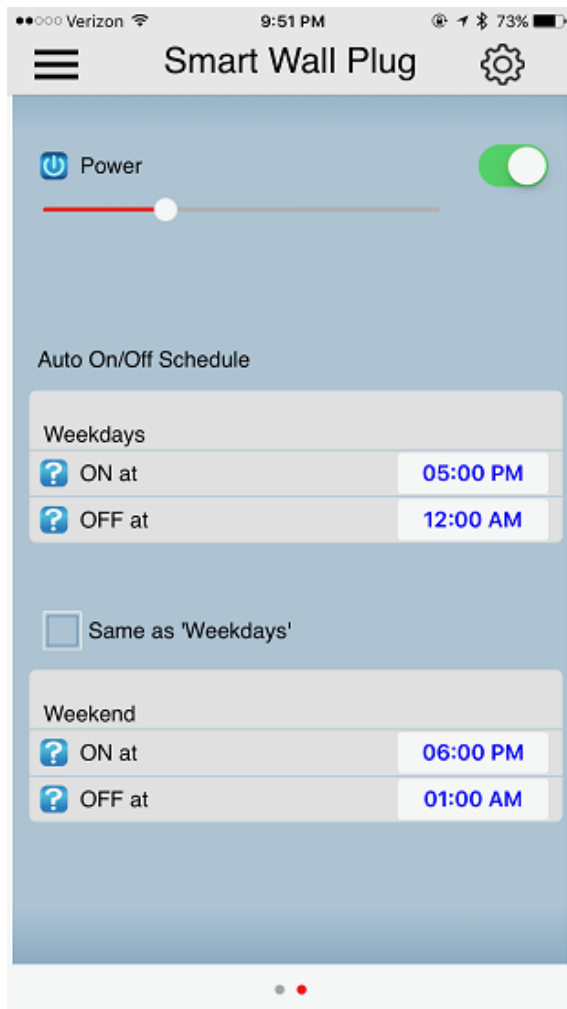 Verizon 9:51 PM 73%
Smart Wall Plug
Power
Auto On/Off Schedule
Weekdays
? ON at 05:00 PM
? OFF at 12:00 AM
Same as 'Weekdays'
Weekend
? ON at 06:00 PM
? OFF at 01:00 AM